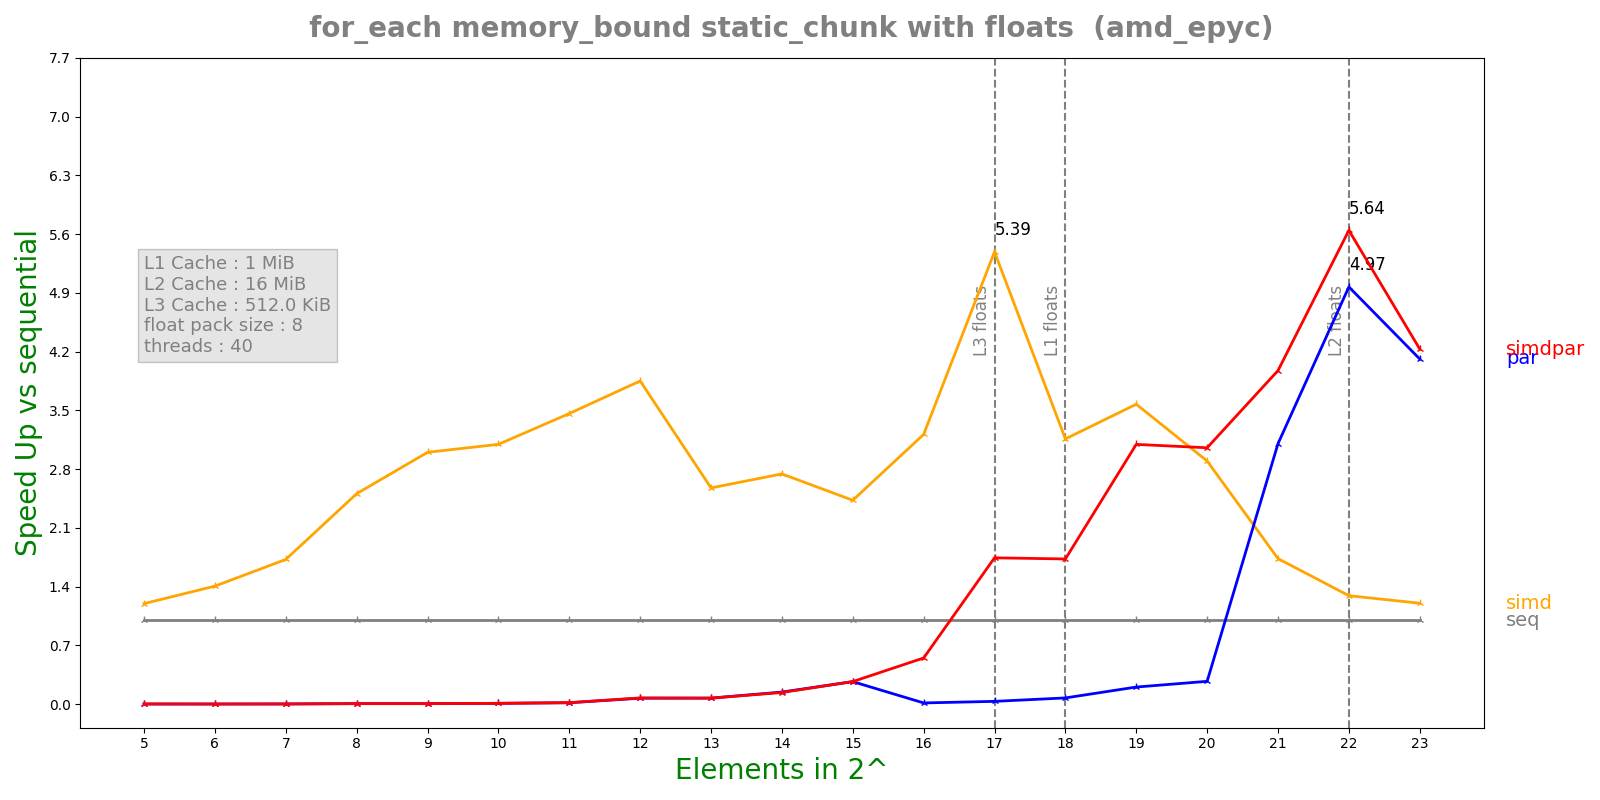 for_each memory_bound static_chunk with floats  (amd_epyc)
7.7
7.0
6.3
5.6
4.9
4.2
3.5
2.8
2.1
1.4
0.7
0.0
Speed Up vs sequential
L1 Cache : 1 MiB
L2 Cache : 16 MiB
L3 Cache : 512.0 KiB
float pack size : 8
threads : 40
5.39
5.64
4.97
L3 floats
L1 floats
L2 floats
simdpar
par
simd
seq
5 6 7 8 9 10 11 12 13 14 15 16 17 18 19 20 21 22 23
Elements in 2^